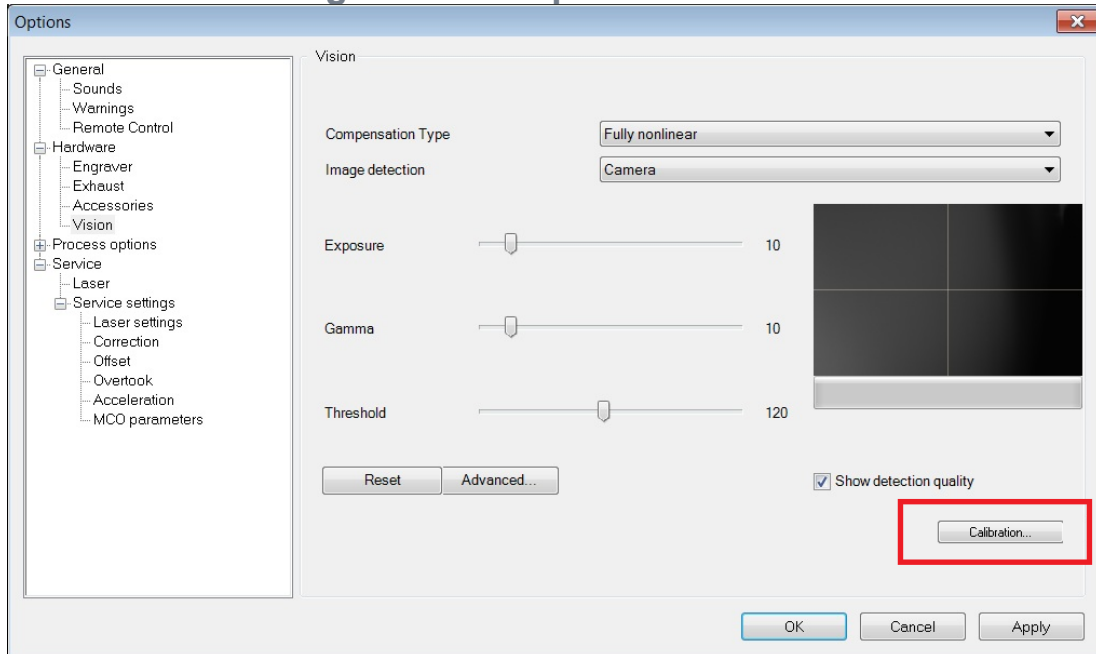 Options
General
Sounds
Warnings
Remote Control
Hardware
Engraver
Exhaust
Accessories
Vision
Process options
Service
Laser
Service settings
Laser settings
Correction
Offset
Overtook
Acceleration
MCO parameters
Vision
Compensation Type Fully nonlinear
Image detection Camera
Exposure 10
Gamma 10
Threshold 120
Reset Advanced...
Show detection quality
Calibration...
OK Cancel Apply